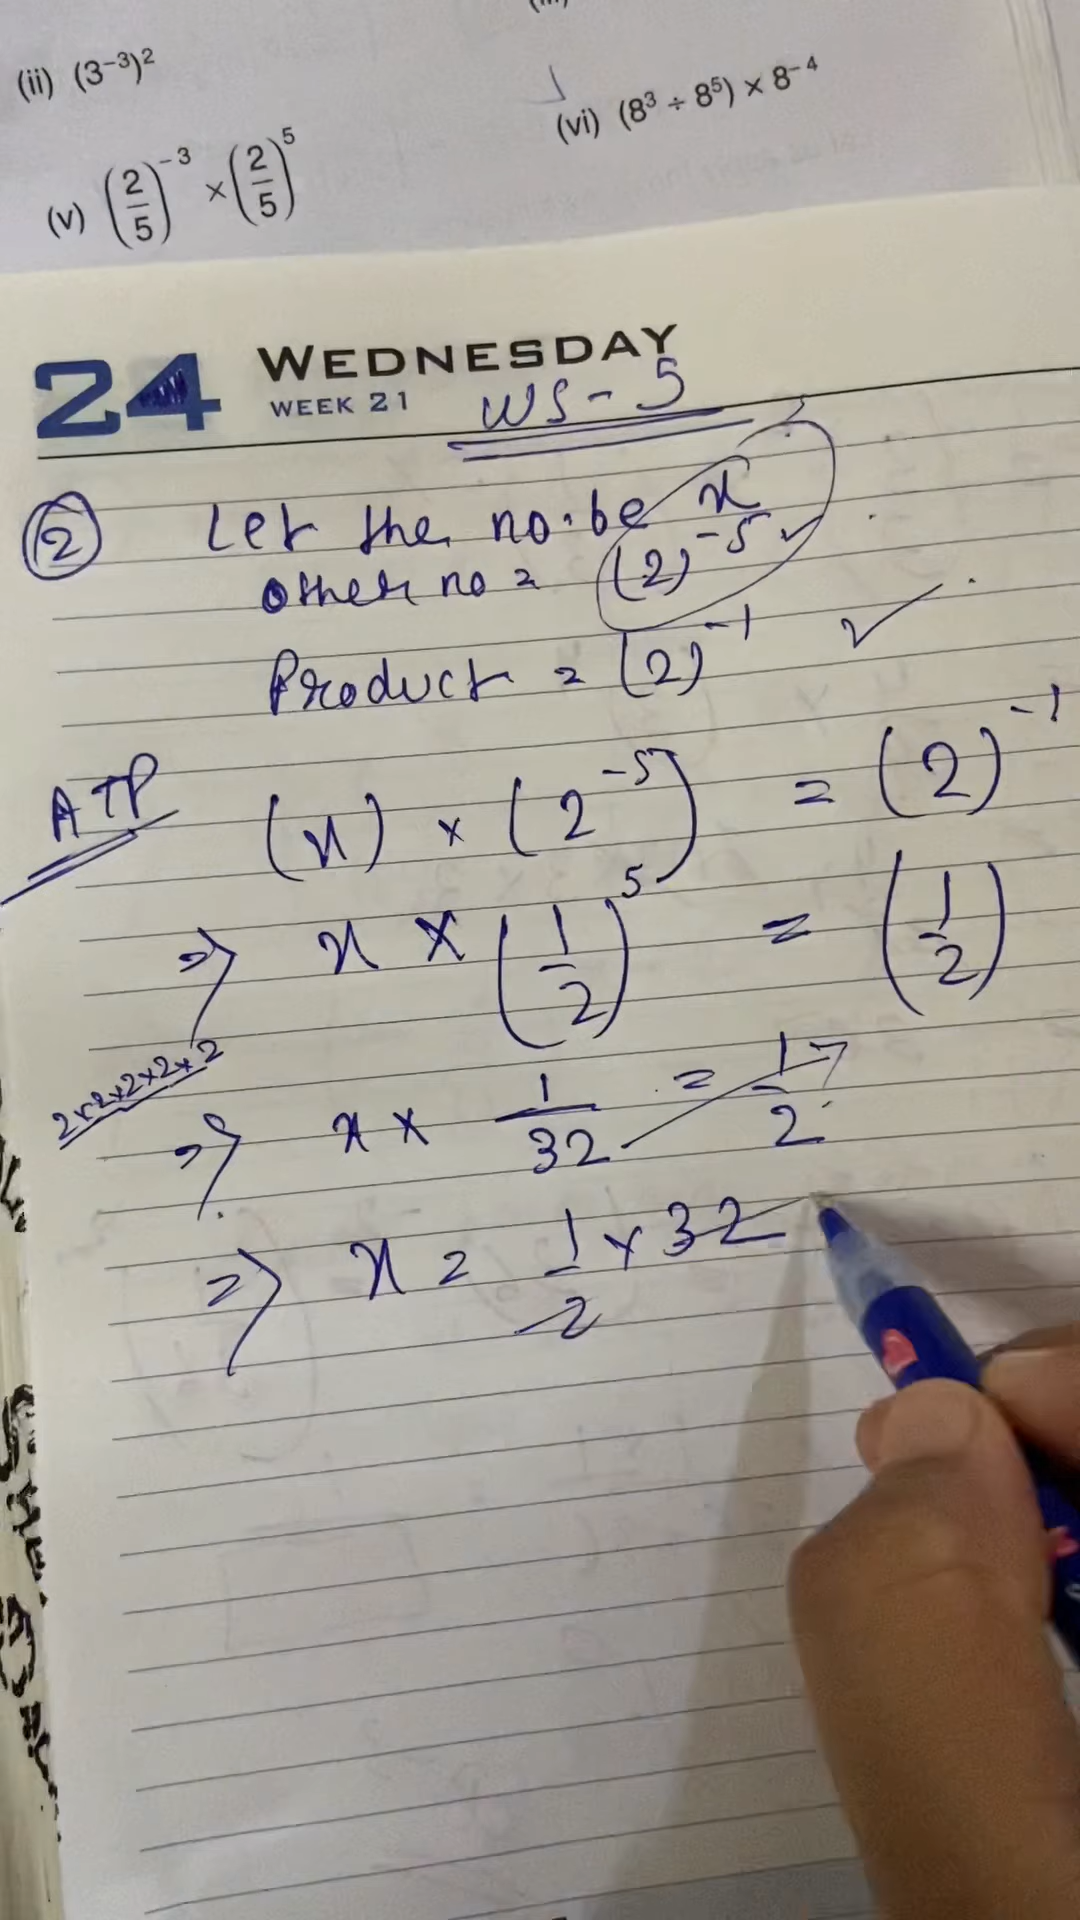 (ii) (3⁻³)²
(vi) (8³ ÷ 8⁵) × 8⁻⁴
(v) (2/5)⁻³ × (2/5)⁵
24 WEDNESDAY
WEEK 21
WS - 5
② Let the no. be x
other no = (2)⁻⁵ ✓
Product = (2)⁻¹ ✓
ATP (x) × (2⁻⁵) = (2)⁻¹
⇒ x × (1/2)⁵ = (1/2)
2×2×2×2×2
⇒ x × 1/32 = 1/2
⇒ x = 1/2 × 32